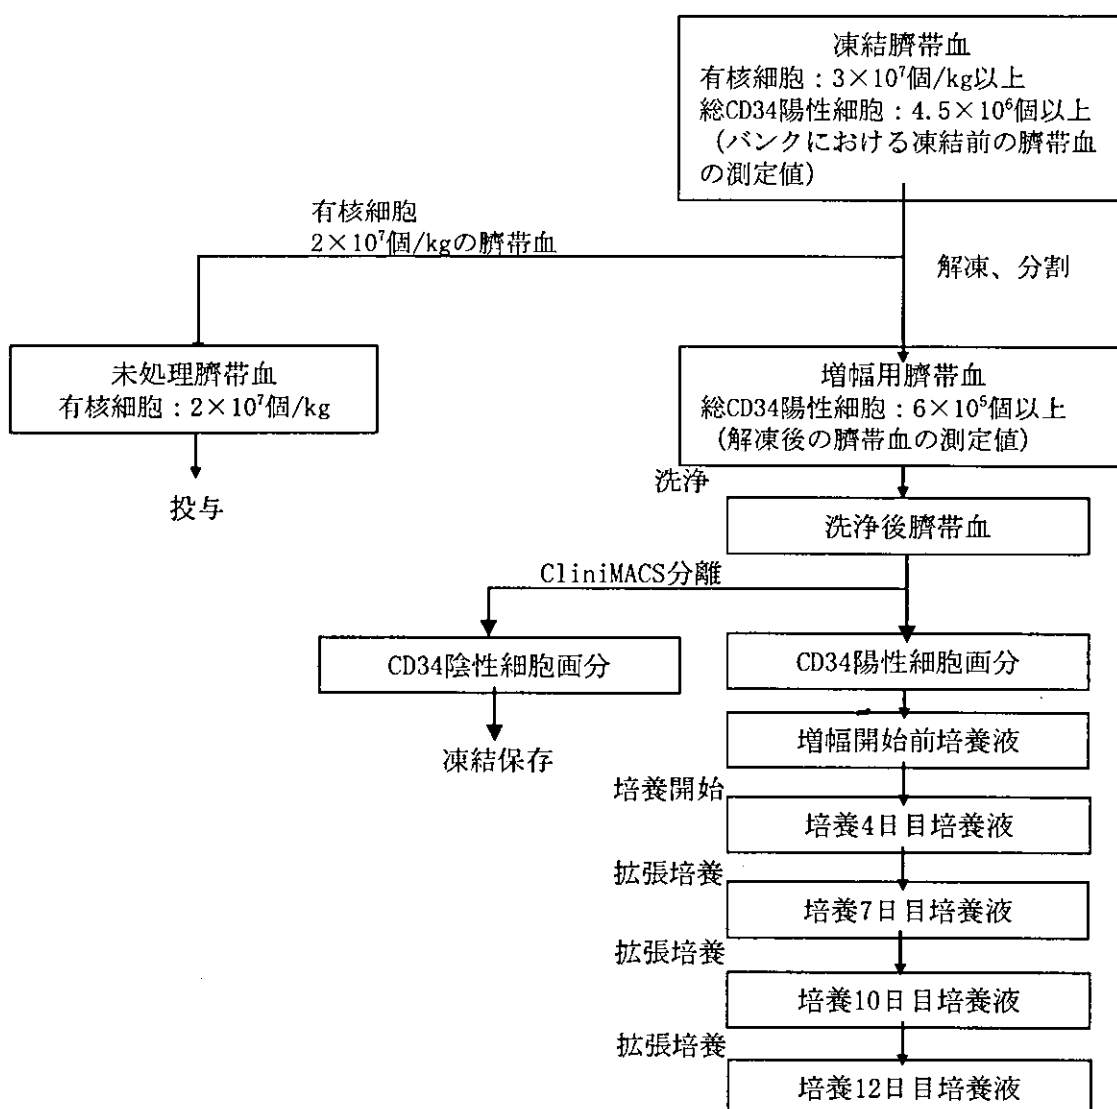 凍結臍帯血
有核細胞：3×10⁷個/kg以上
総CD34陽性細胞：4.5×10⁶個以上
(バンクにおける凍結前の臍帯血
の測定値)
有核細胞
2×10⁷個/kgの臍帯血
解凍、分割
未処理臍帯血
有核細胞：2×10⁷個/kg
増幅用臍帯血
総CD34陽性細胞：6×10⁵個以上
(解凍後の臍帯血の測定値)
投与
洗浄
洗浄後臍帯血
CliniMACS分離
CD34陰性細胞画分
CD34陽性細胞画分
凍結保存
増幅開始前培養液
培養開始
培養4日目培養液
拡張培養
培養7日目培養液
拡張培養
培養10日目培養液
拡張培養
培養12日目培養液